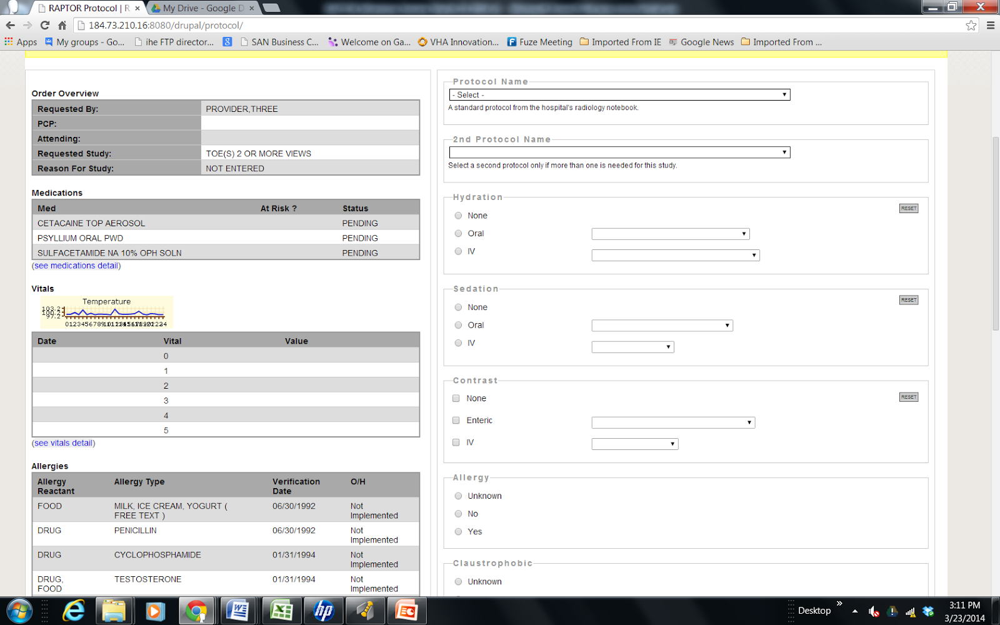 RAPTOR Protocol | R
My Drive - Google D
184.73.210.16:8080/drupal/protocol/
Apps
My groups - Go...
ihe FTP director...
SAN Business C...
Welcome on Ga...
VHA Innovation...
Fuze Meeting
Imported From IE
Google News
Imported From ...
Order Overview
Requested By: PROVIDER,THREE
PCP:
Attending:
Requested Study: TOE(S) 2 OR MORE VIEWS
Reason For Study: NOT ENTERED
Medications
Med At Risk ? Status
CETACAINE TOP AEROSOL PENDING
PSYLLIUM ORAL PWD PENDING
SULFACETAMIDE NA 10% OPH SOLN PENDING
(see medications detail)
Vitals
Temperature
103.2
100.2
97.2
Date Vital Value
0
1
2
3
4
5
(see vitals detail)
Allergies
Allergy Reactant Allergy Type Verification Date O/H
FOOD MILK, ICE CREAM, YOGURT ( FREE TEXT ) 06/30/1992 Not Implemented
DRUG PENICILLIN 06/30/1992 Not Implemented
DRUG CYCLOPHOSPHAMIDE 01/31/1994 Not Implemented
DRUG, FOOD TESTOSTERONE 01/31/1994 Not Implemented
Protocol Name
- Select -
A standard protocol from the hospital's radiology notebook.
2nd Protocol Name
Select a second protocol only if more than one is needed for this study.
Hydration
RESET
None
Oral
IV
Sedation
RESET
None
Oral
IV
Contrast
RESET
None
Enteric
IV
Allergy
Unknown
No
Yes
Claustrophobic
Unknown
Desktop
3:11 PM
3/23/2014